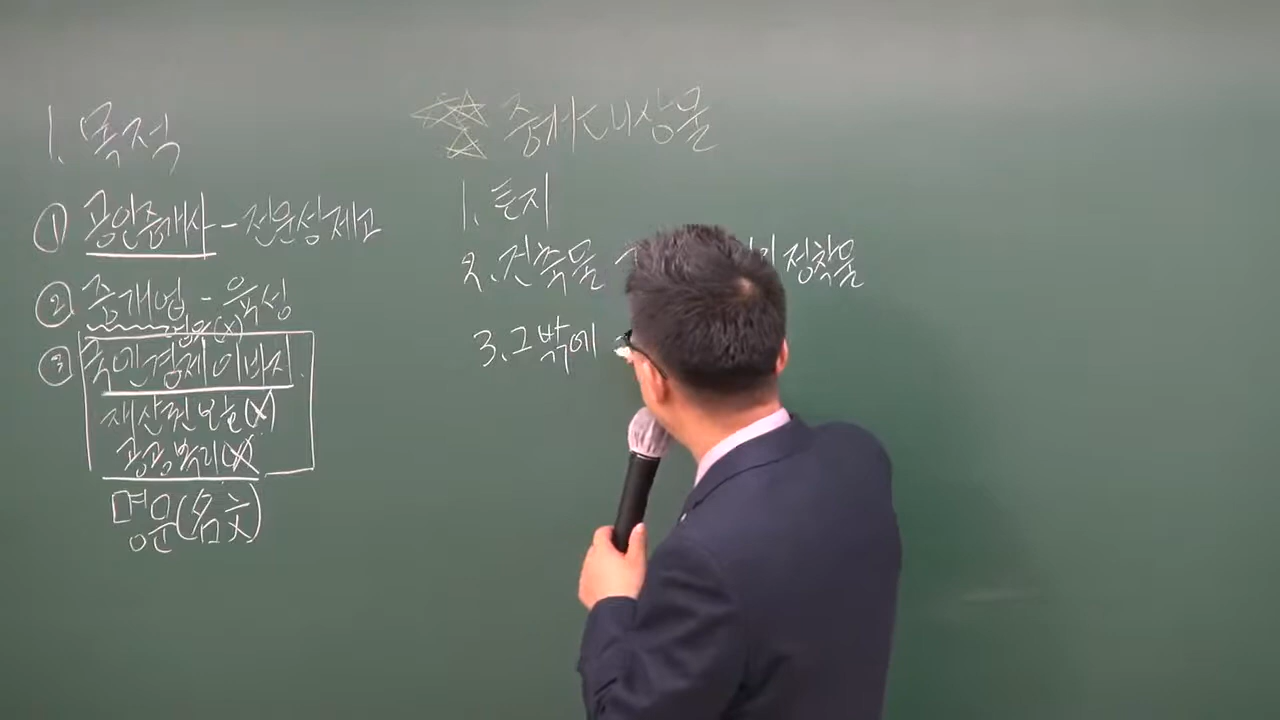 1. 목적
① 공인중개사 - 전문성 제고
② 중개업 - 육성
(x)
③ 국민경제 이바지.
재산권 보호(x)
공공복리(x)
명문(名文)
중개대상물
1. 토지
2. 건축물 정착물
3. 그 밖에